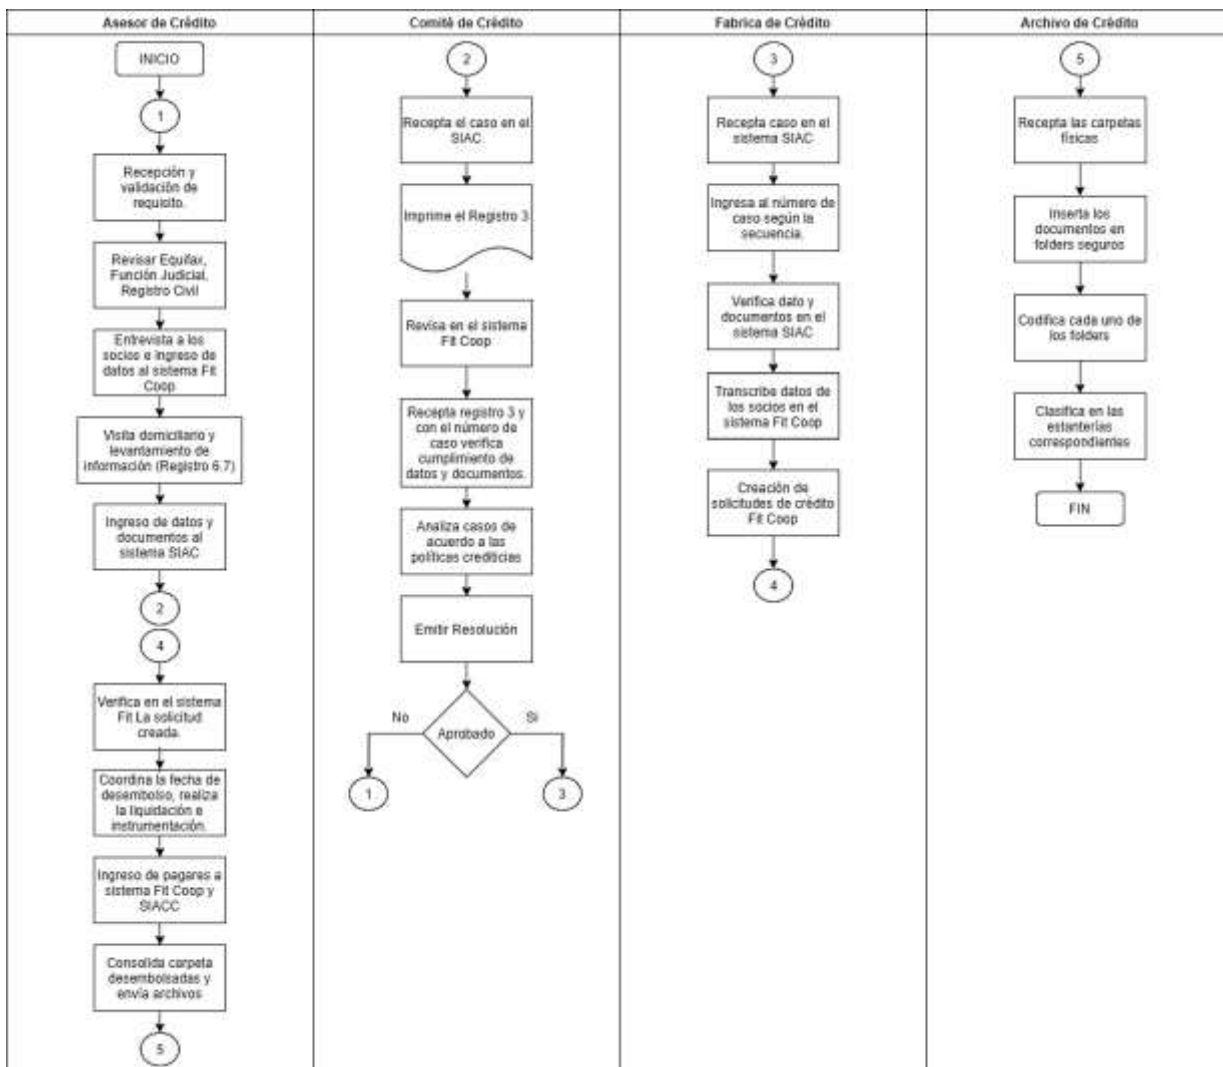 Asesor de Crédito
INICIO
1
Recepción y
validación de
requisito.
Revisar Equifax,
Función Judicial,
Registro Civil
Entrevista a los
socios e ingreso de
datos al sistema Fit
Coop
Visita domiciliario y
levantamiento de
información (Registro 6.7)
Ingreso de datos y
documentos al
sistema SIAC
2
4
Verifica en el sistema
Fit La solicitud
creada.
Coordina la fecha de
desembolso, realiza
la liquidación e
instrumentación.
Ingreso de pagares a
sistema Fit Coop y
SIACC
Consolida carpeta
desembolsadas y
envía archivos
5
Comitè de Crédito
2
Recepta el caso en el
SIAC
Imprime el Registro 3
Revisa en el sistema
Fit Coop
Recepta registro 3 y
con el número de
caso verifica
cumplimiento de
datos y documentos.
Analiza casos de
acuerdo a las
políticas crediticias
Emitir Resolución
Aprobado
No
Si
1
3
Fabrica de Crédito
3
Recepta caso en el
sistema SIAC
Ingresa al número de
caso según la
secuencia.
Verifica dato y
documentos en el
sistema SIAC
Transcribe datos de
los socios en el
sistema Fit Coop
Creación de
solicitudes de crédito
Fit Coop
4
Archivo de Crédito
5
Recepta las carpetas
físicas
Inserta los
documentos en
folders seguros
Codifica cada uno de
los folders
Clasifica en las
estanterías
correspondientes
FIN